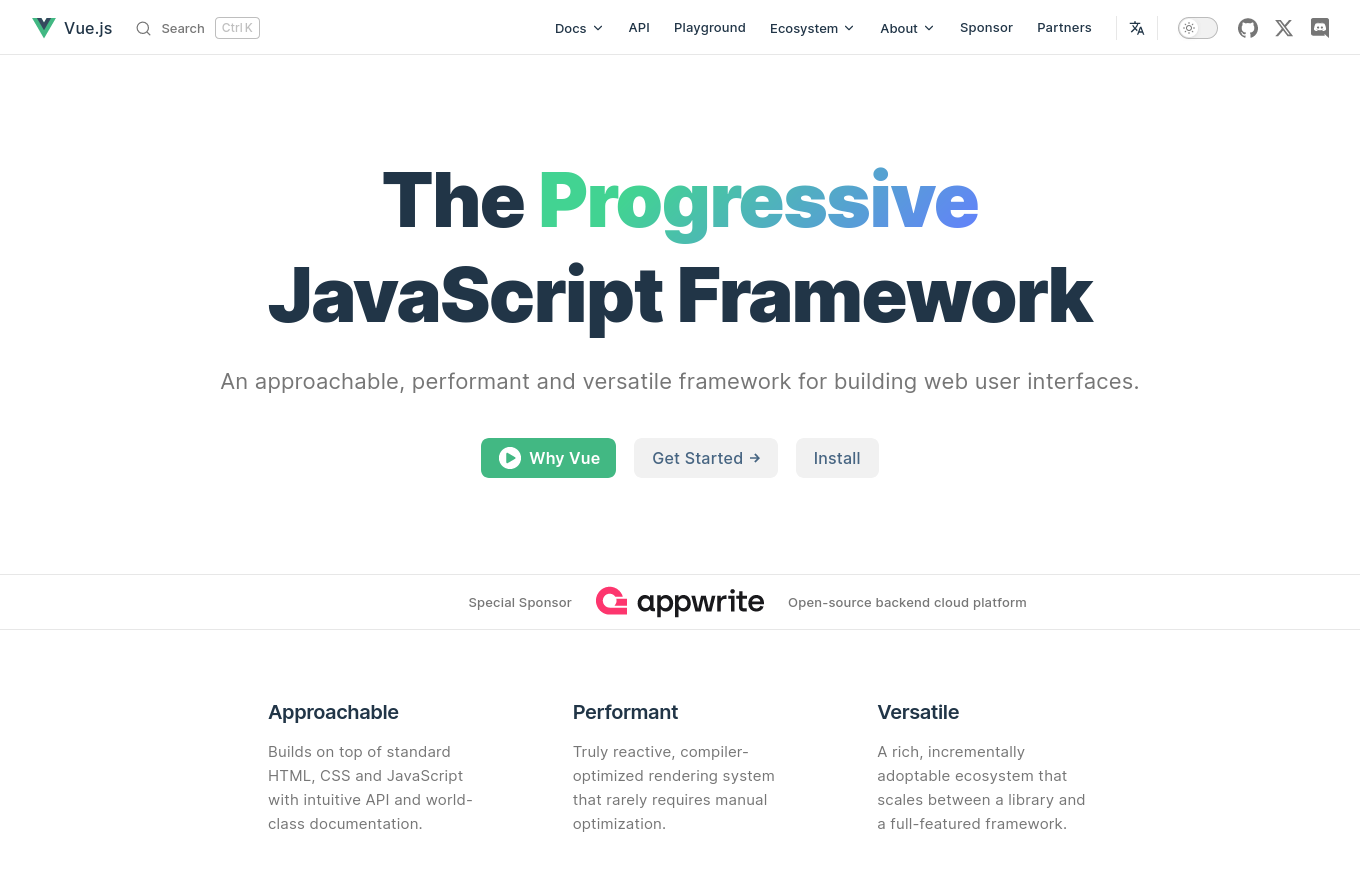 Vue.js Search Ctrl K Docs API Playground Ecosystem About Sponsor Partners
The Progressive
JavaScript Framework
An approachable, performant and versatile framework for building web user interfaces.
Why Vue Get Started → Install
Special Sponsor appwrite Open-source backend cloud platform
Approachable
Builds on top of standard
HTML, CSS and JavaScript
with intuitive API and world-
class documentation.
Performant
Truly reactive, compiler-
optimized rendering system
that rarely requires manual
optimization.
Versatile
A rich, incrementally
adoptable ecosystem that
scales between a library and
a full-featured framework.